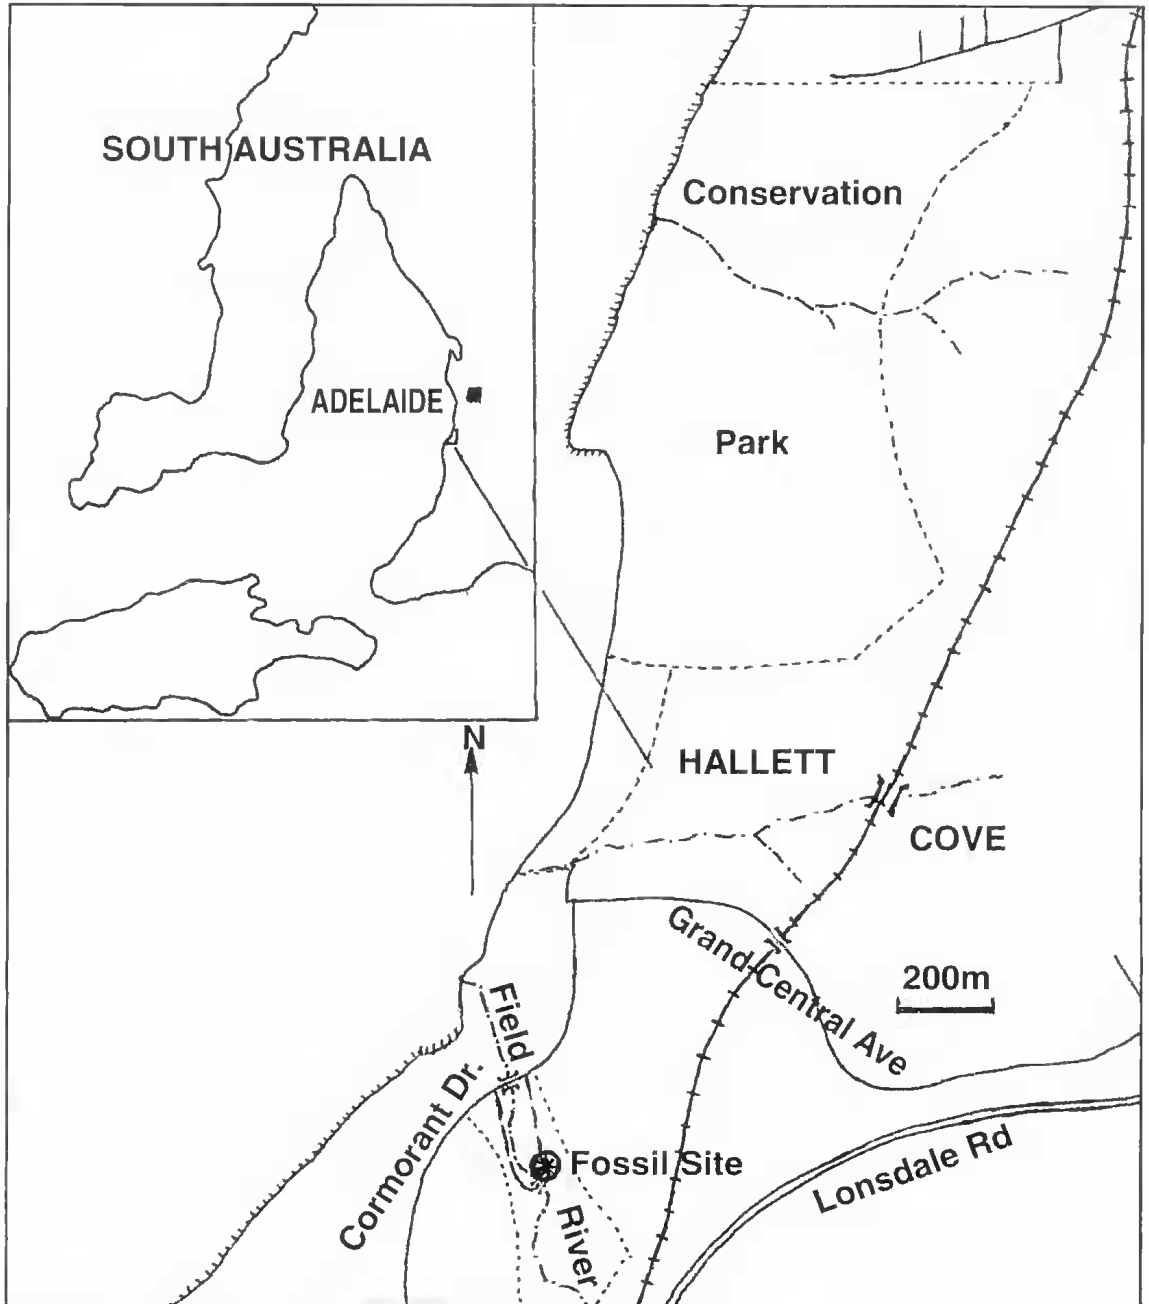 SOUTH AUSTRALIA
ADELAIDE
Conservation
Park
N
HALLETT
COVE
Grand Central Ave
200m
Field
Cormorant Dr.
Fossil Site
River
Lonsdale Rd